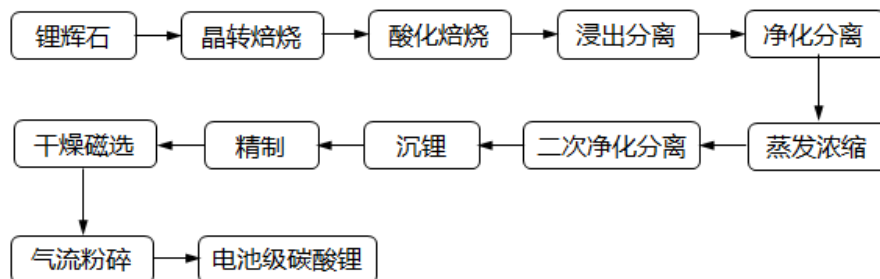 锂辉石
晶转焙烧
酸化焙烧
浸出分离
净化分离
蒸发浓缩
二次净化分离
沉锂
精制
干燥磁选
气流粉碎
电池级碳酸锂